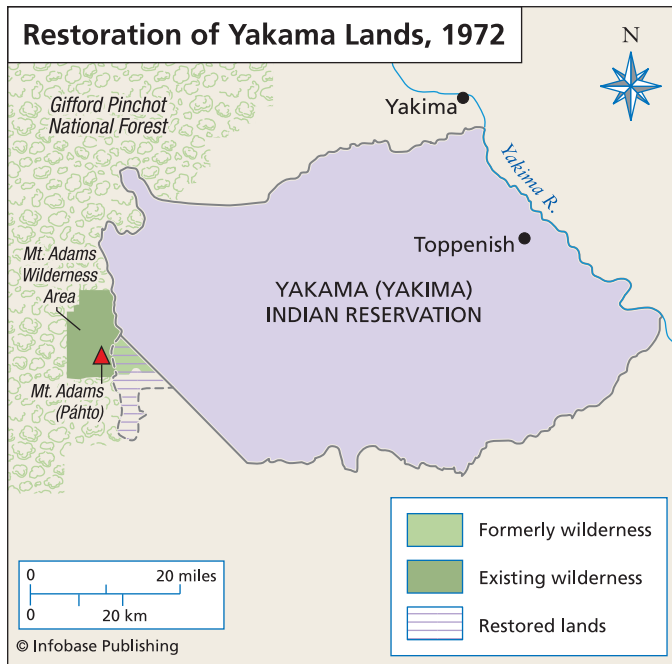 Restoration of Yakama Lands, 1972
N
Gifford Pinchot
National Forest
Yakima
Yakima R.
Toppenish
Mt. Adams
Wilderness
Area
YAKAMA (YAKIMA)
INDIAN RESERVATION
Mt. Adams
(Páhto)
Formerly wilderness
Existing wilderness
Restored lands
0 20 miles
0 20 km
© Infobase Publishing